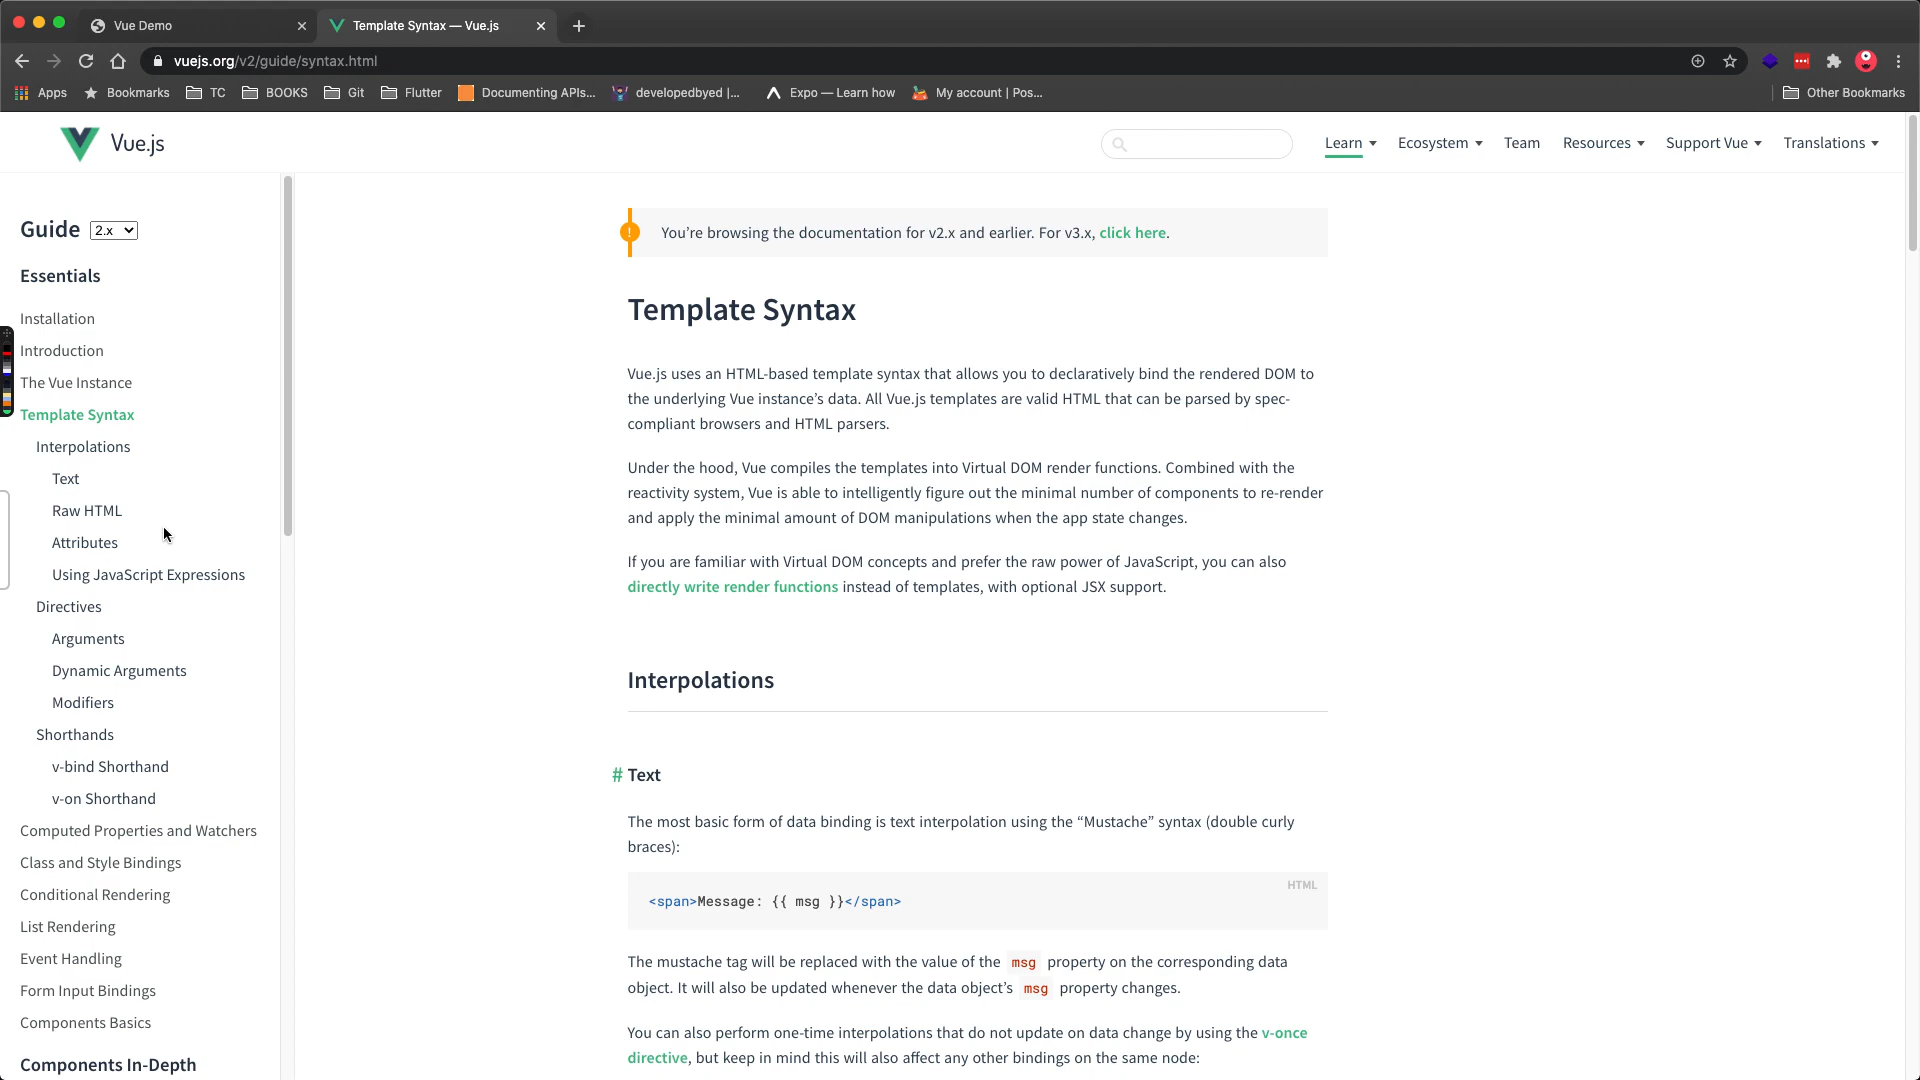 Vue Demo
Template Syntax — Vue.js
vuejs.org/v2/guide/syntax.html
Apps
Bookmarks
TC
BOOKS
Git
Flutter
Documenting APIs...
developedbyed |...
Expo — Learn how
My account | Pos...
Other Bookmarks
Vue.js
Learn
Ecosystem
Team
Resources
Support Vue
Translations
Guide 2.x
Essentials
Installation
Introduction
The Vue Instance
Template Syntax
Interpolations
Text
Raw HTML
Attributes
Using JavaScript Expressions
Directives
Arguments
Dynamic Arguments
Modifiers
Shorthands
v-bind Shorthand
v-on Shorthand
Computed Properties and Watchers
Class and Style Bindings
Conditional Rendering
List Rendering
Event Handling
Form Input Bindings
Components Basics
Components In-Depth
! You’re browsing the documentation for v2.x and earlier. For v3.x, click here.
Template Syntax
Vue.js uses an HTML-based template syntax that allows you to declaratively bind the rendered DOM to
the underlying Vue instance’s data. All Vue.js templates are valid HTML that can be parsed by spec-
compliant browsers and HTML parsers.
Under the hood, Vue compiles the templates into Virtual DOM render functions. Combined with the
reactivity system, Vue is able to intelligently figure out the minimal number of components to re-render
and apply the minimal amount of DOM manipulations when the app state changes.
If you are familiar with Virtual DOM concepts and prefer the raw power of JavaScript, you can also
directly write render functions instead of templates, with optional JSX support.
Interpolations
# Text
The most basic form of data binding is text interpolation using the “Mustache” syntax (double curly
braces):
HTML
<span>Message: {{ msg }}</span>
The mustache tag will be replaced with the value of the msg property on the corresponding data
object. It will also be updated whenever the data object’s msg property changes.
You can also perform one-time interpolations that do not update on data change by using the v-once
directive, but keep in mind this will also affect any other bindings on the same node: